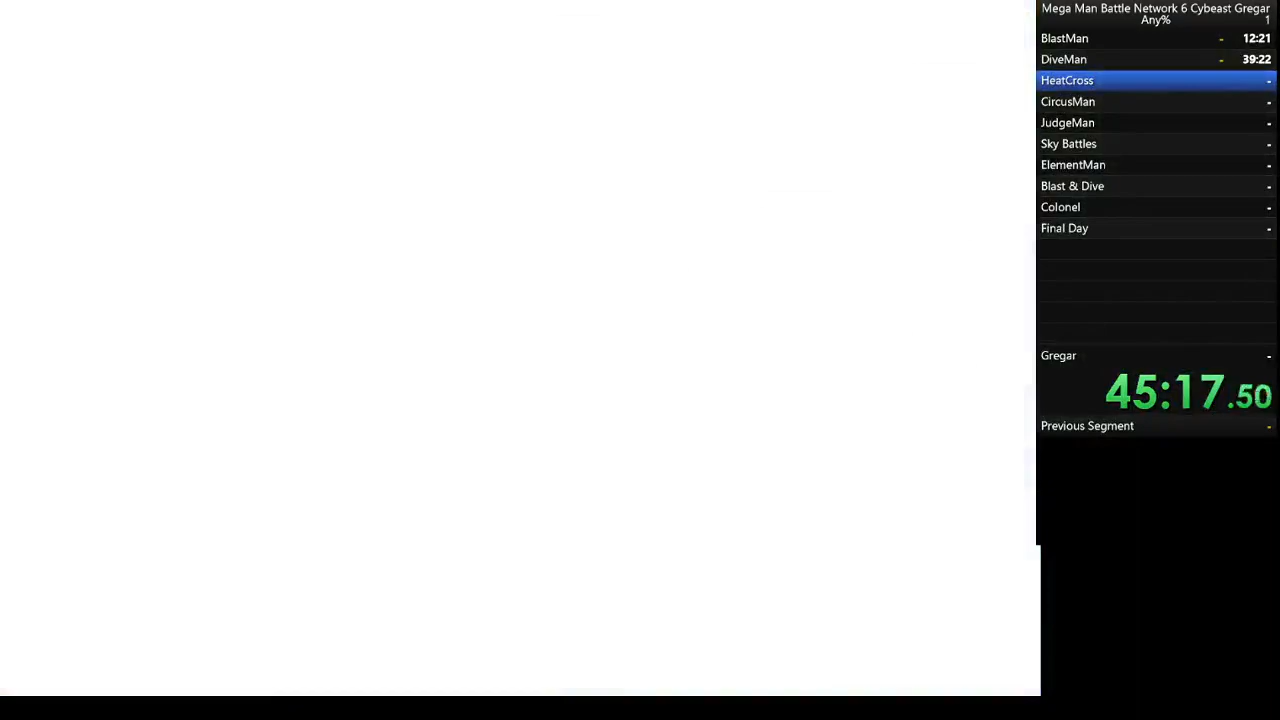 Mega Man Battle Network 6 Cybeast Gregar
Any% 1
BlastMan - 12:21
DiveMan - 39:22
HeatCross -
CircusMan -
JudgeMan -
Sky Battles -
ElementMan -
Blast & Dive -
Colonel -
Final Day -
Gregar -
45:17.50
Previous Segment -